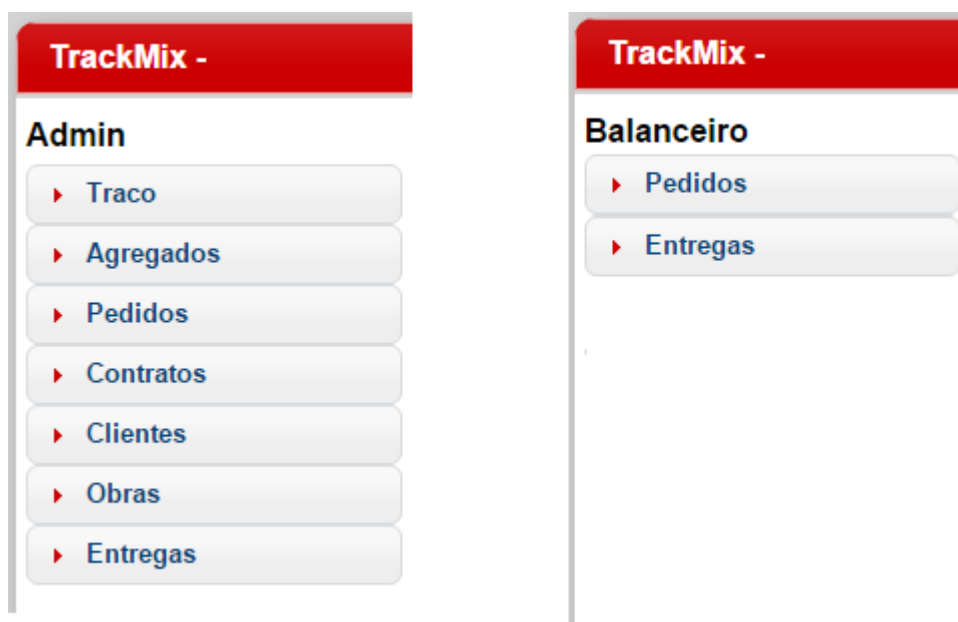 TrackMix -
Admin
Traco
Agregados
Pedidos
Contratos
Clientes
Obras
Entregas
TrackMix -
Balanceiro
Pedidos
Entregas